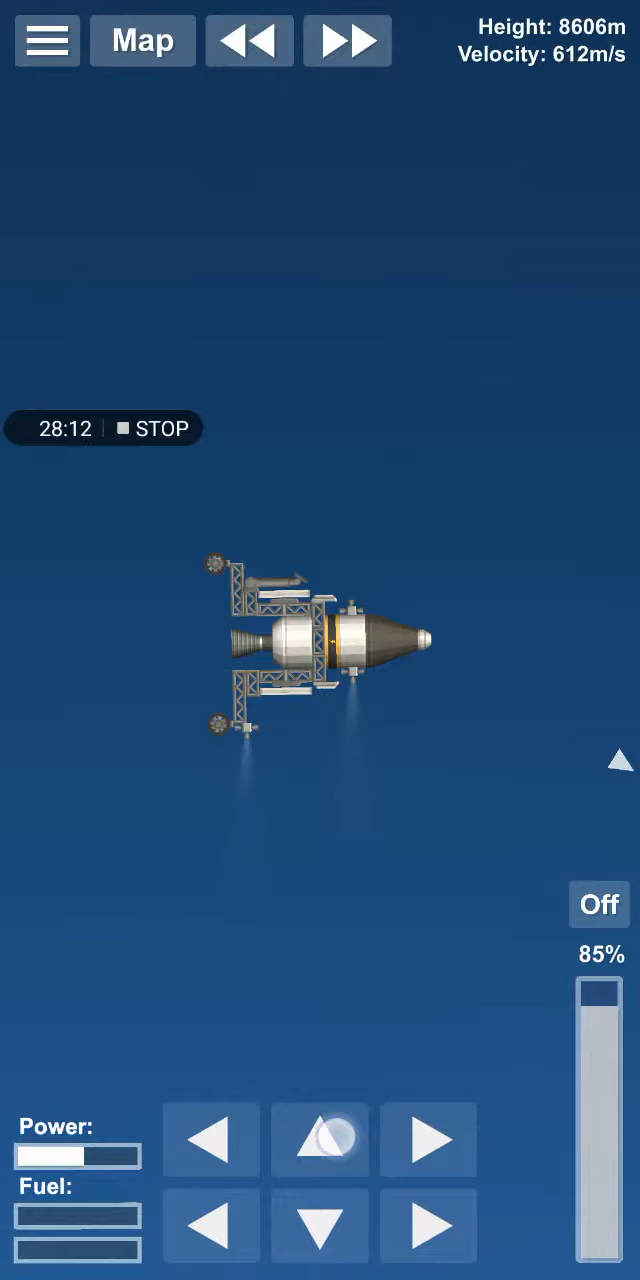 Map
Height: 8606m
Velocity: 612m/s
28:12 STOP
Off
85%
Power:
Fuel: